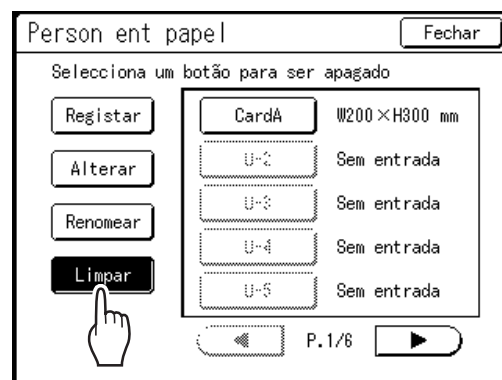 Person ent papel
Fechar
Selecciona um botão para ser apagado
Registar
Alterar
Renomear
Limpar
CardA W200×H300 mm
U-2 Sem entrada
U-3 Sem entrada
U-4 Sem entrada
U-5 Sem entrada
P.1/6